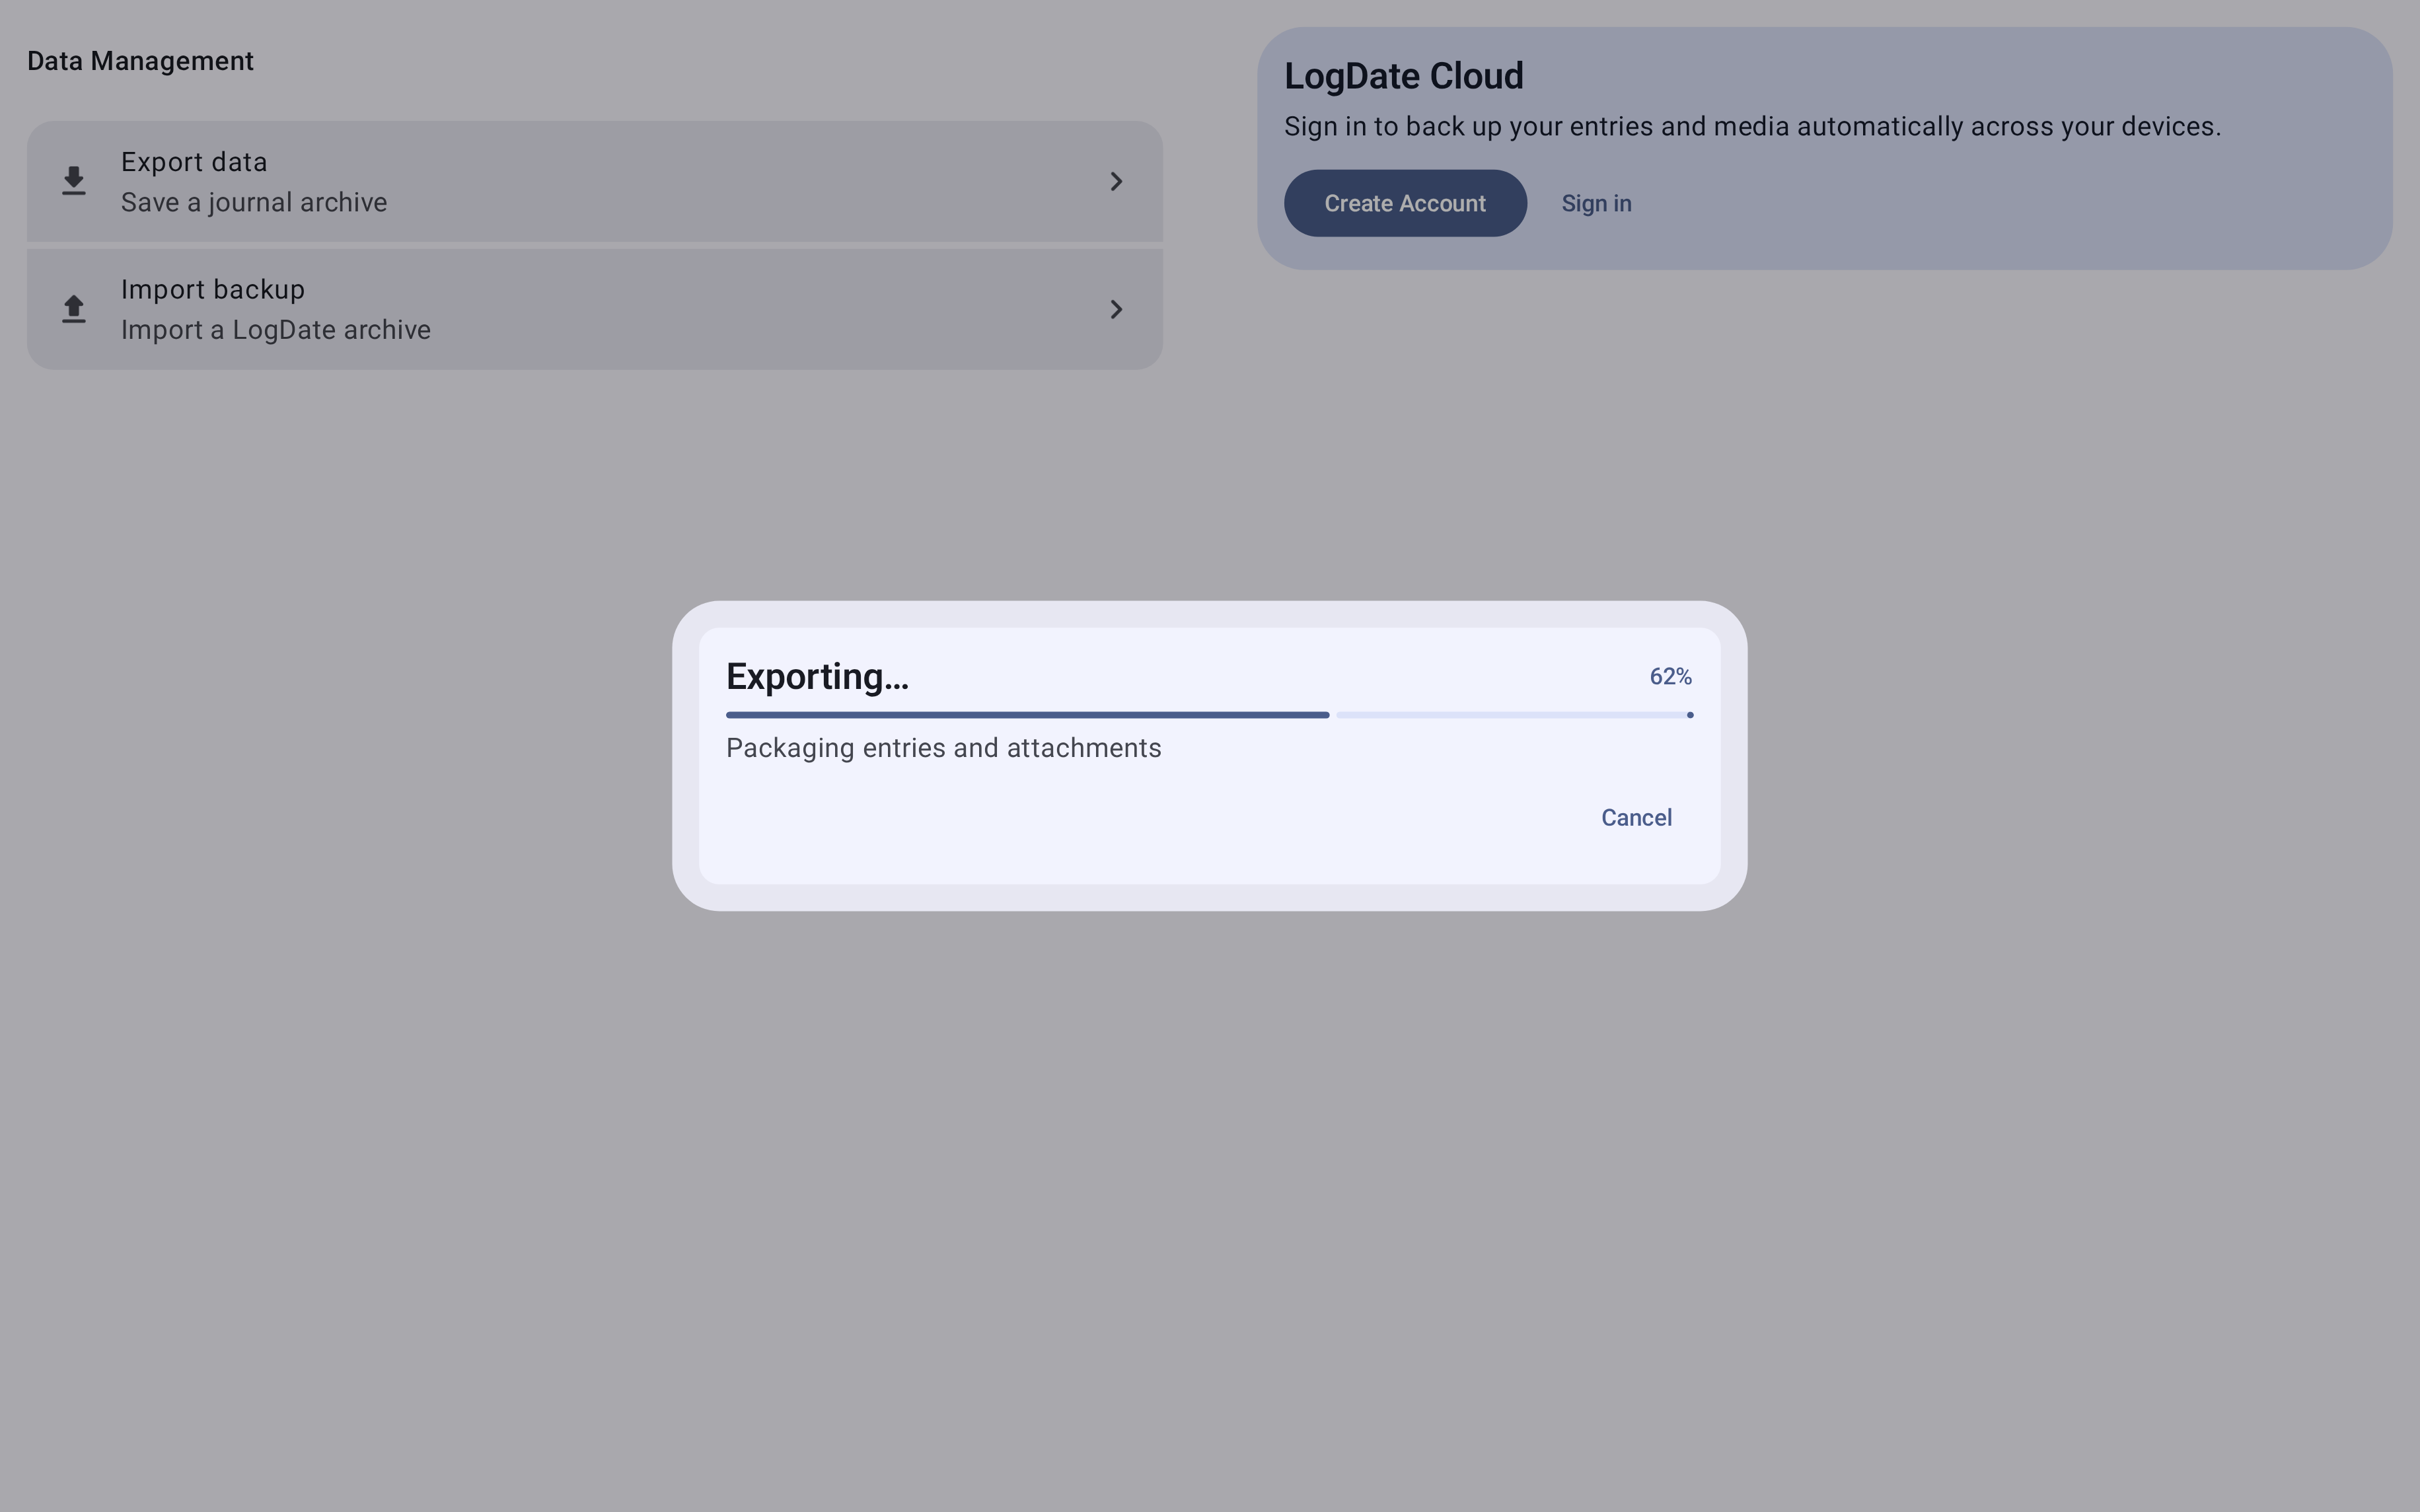 Data Management
Export data
Save a journal archive
Import backup
Import a LogDate archive
LogDate Cloud
Sign in to back up your entries and media automatically across your devices.
Create Account
Sign in
Exporting...
62%
Packaging entries and attachments
Cancel